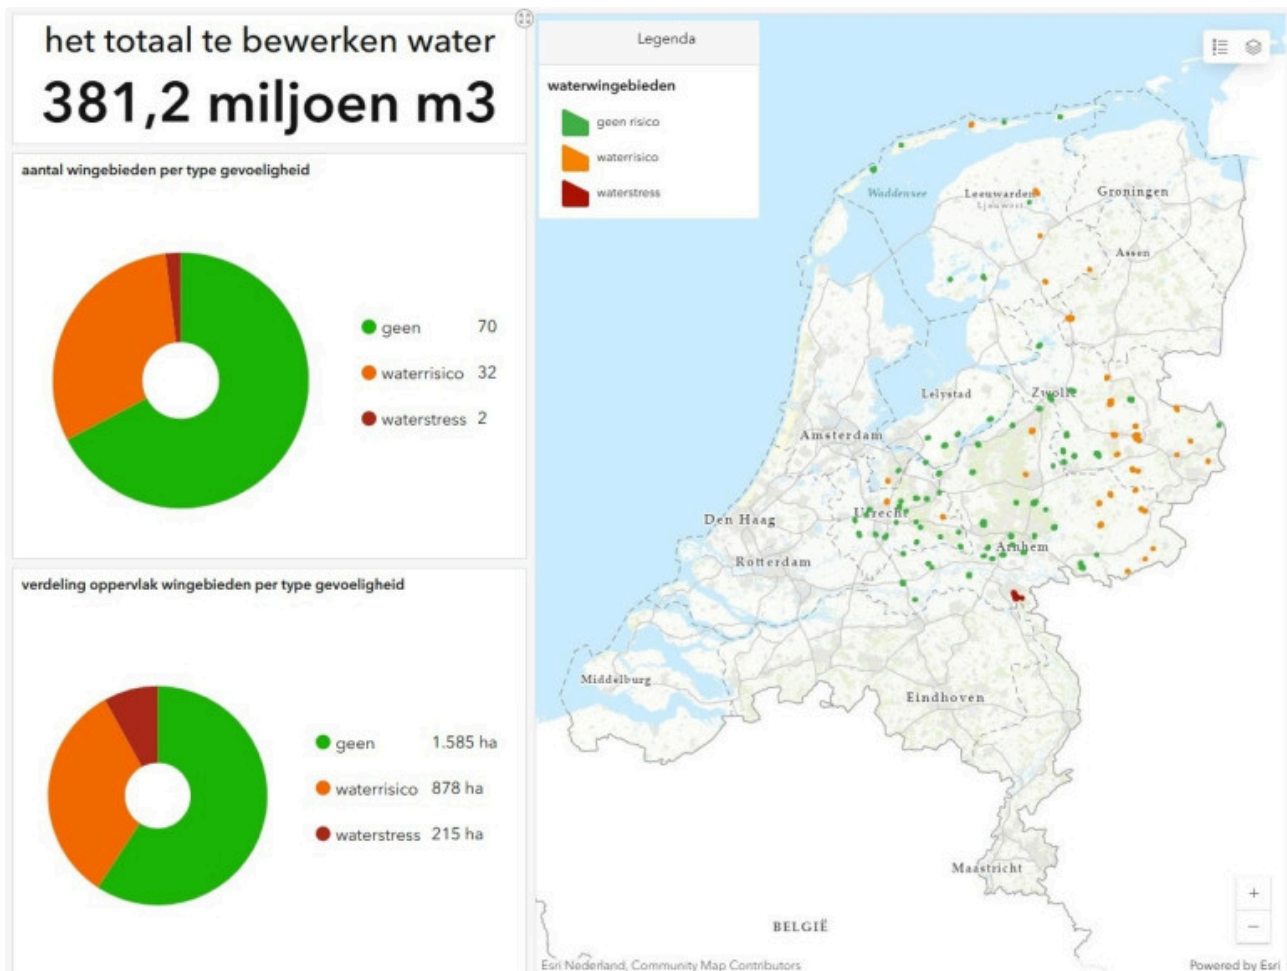 het totaal te bewerken water
381,2 miljoen m3
aantal wingebieden per type gevoeligheid
geen 70
waterrisico 32
waterstress 2
verdeling oppervlak wingebieden per type gevoeligheid
geen 1.585 ha
waterrisico 878 ha
waterstress 215 ha
Legenda
waterwingebieden
geen risico
waterrisico
waterstress
Waddensee
Leeuwarden
Ljouwert
Groningen
Assen
Lelystad
Zwolle
Amsterdam
Den Haag
Utrecht
Rotterdam
Arnhem
Middelburg
Eindhoven
Maastricht
BELGIË
+
−
Esri Nederland, Community Map Contributors
Powered by Esri